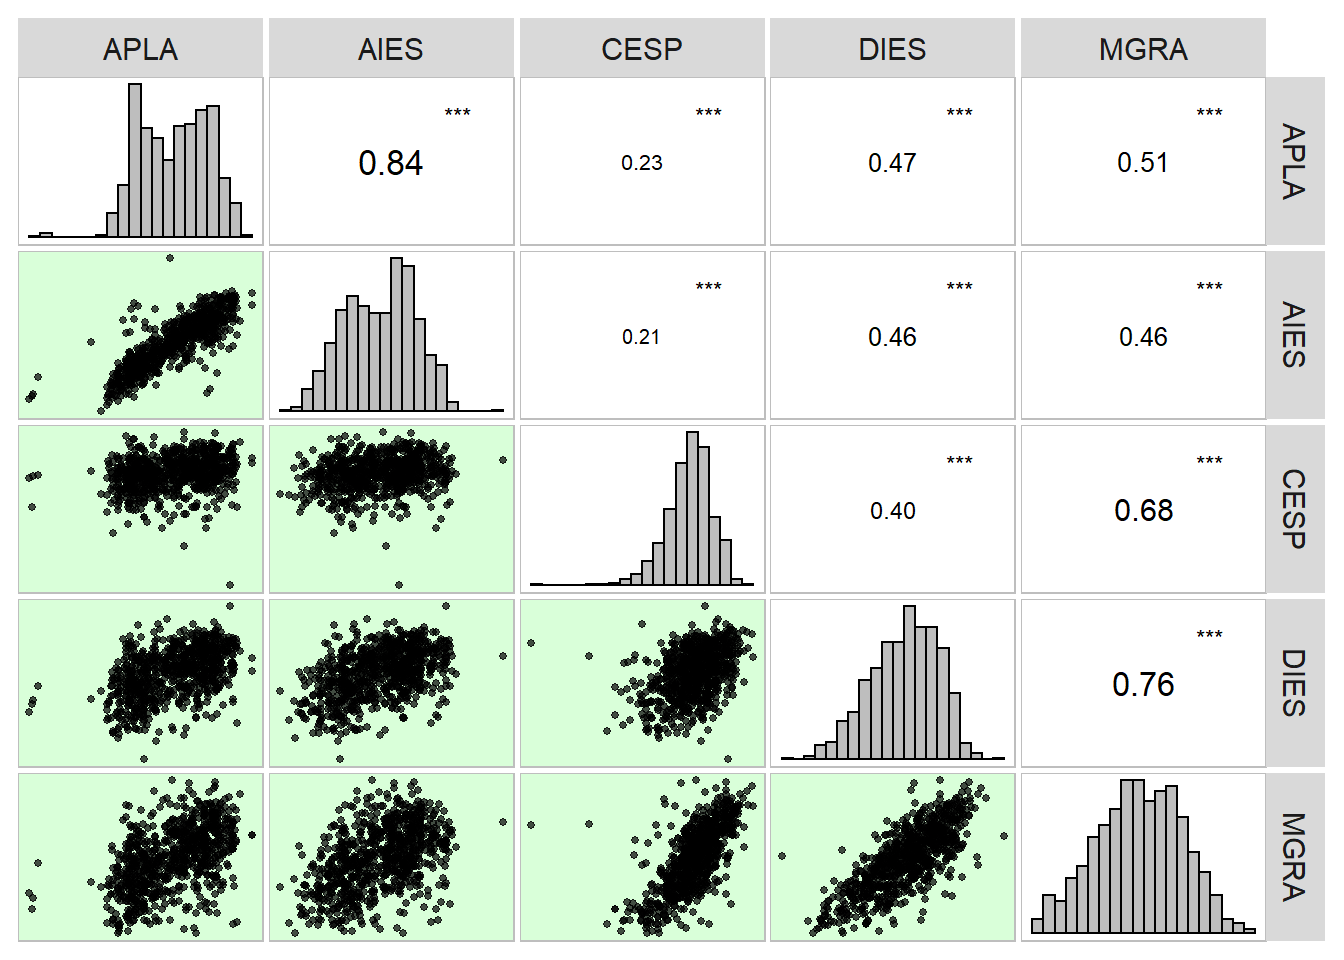 APLA AIES CESP DIES MGRA
*** *** *** ***
0.84 0.23 0.47 0.51 APLA
*** *** ***
0.21 0.46 0.46 AIES
*** ***
0.40 0.68 CESP
***
0.76 DIES
MGRA